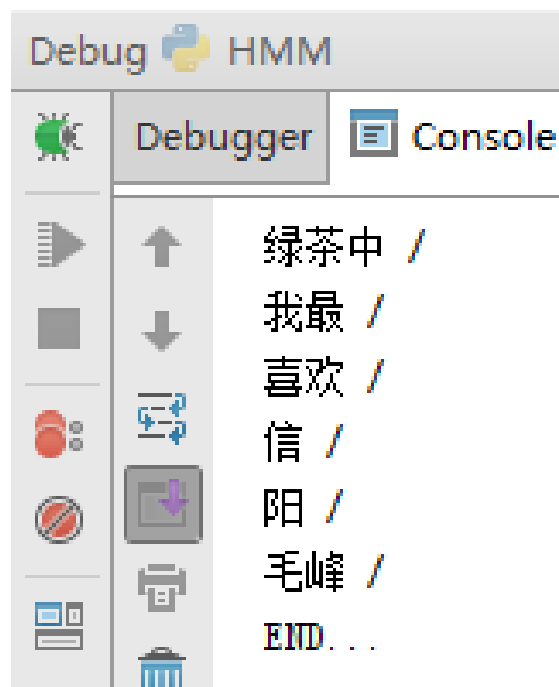 Debug HMM
Debugger Console
绿茶中 /
我最 /
喜欢 /
信 /
阳 /
毛峰 /
END...